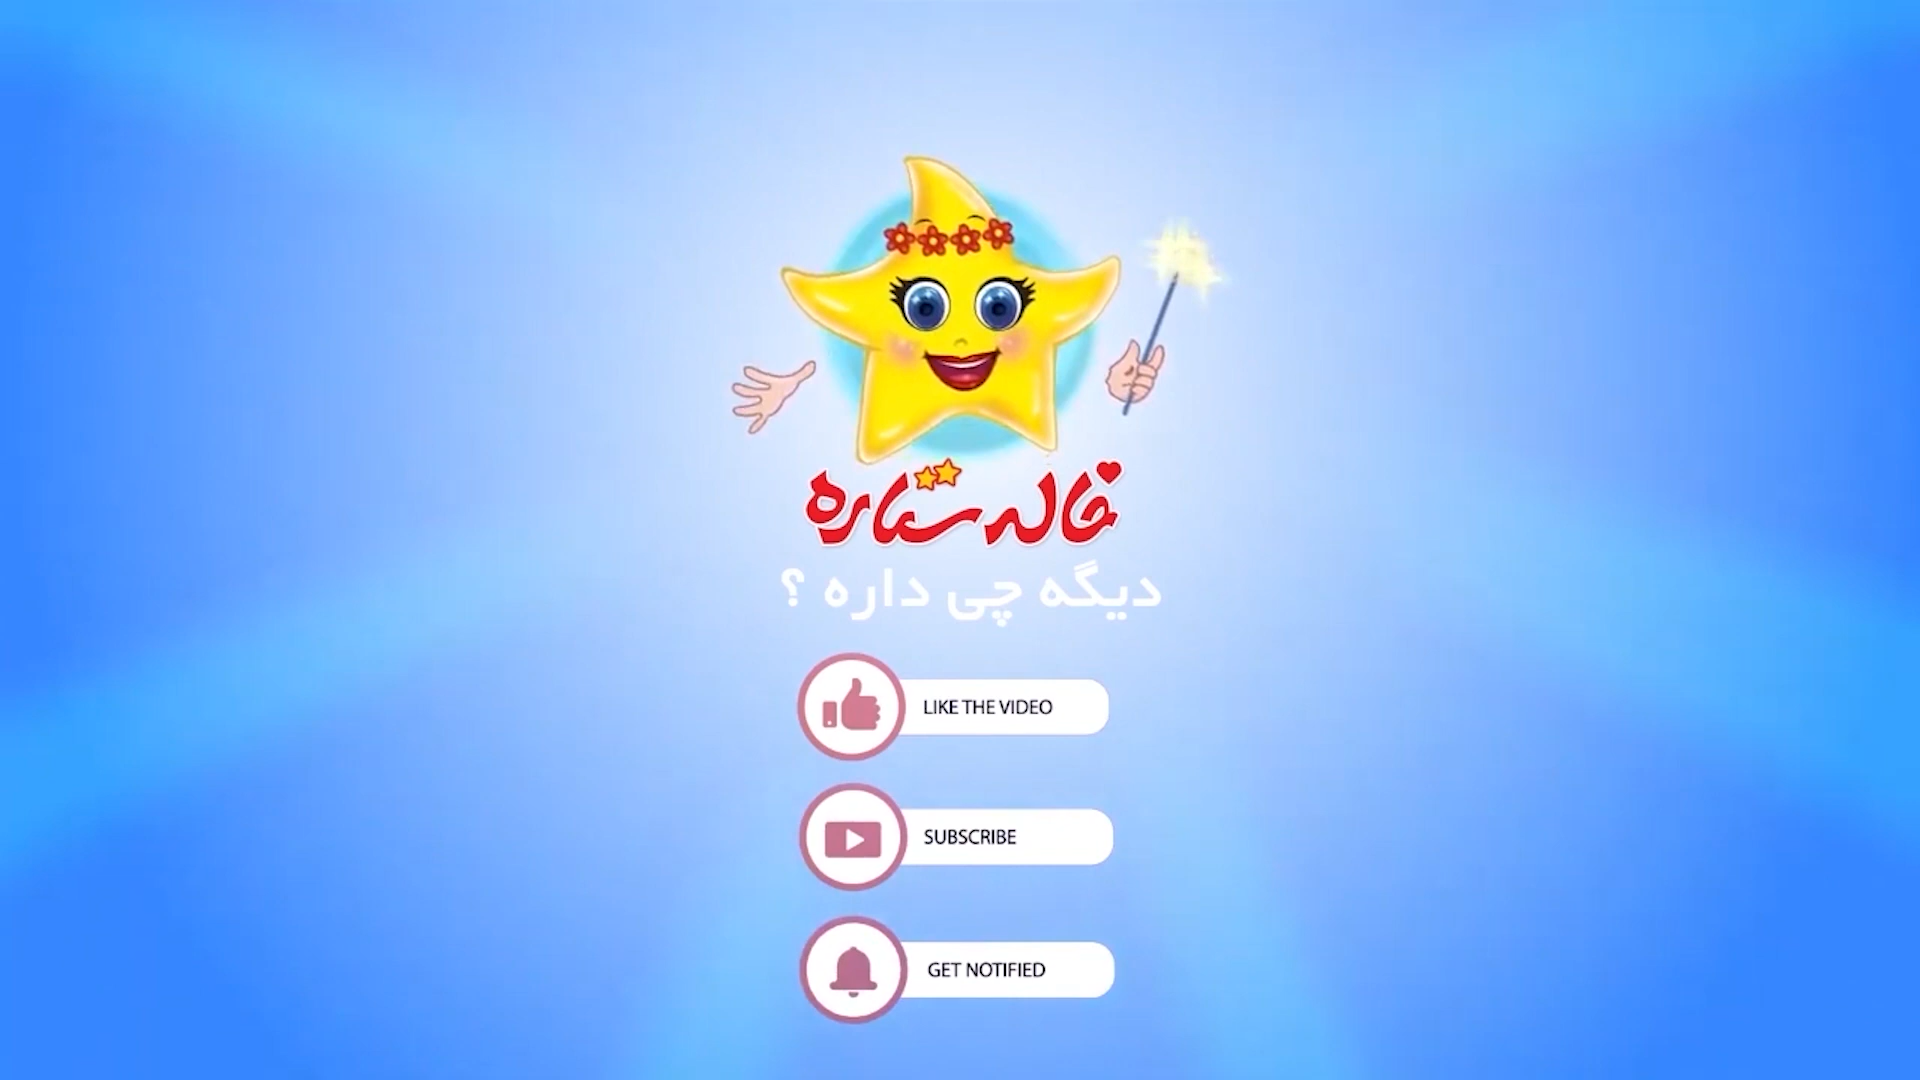 خاله ستاره
دیگه چی داره ؟
LIKE THE VIDEO
SUBSCRIBE
GET NOTIFIED